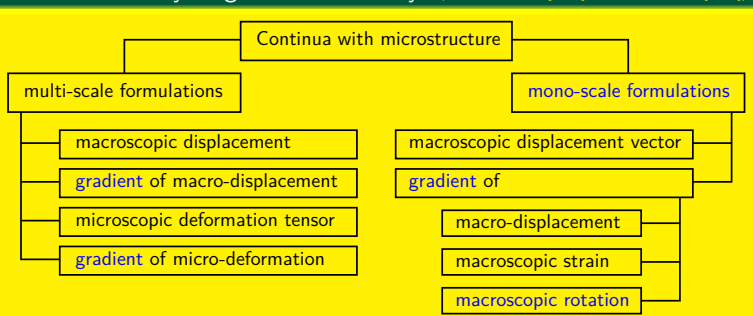 Continua with microstructure
multi-scale formulations
mono-scale formulations
macroscopic displacement
macroscopic displacement vector
gradient of macro-displacement
gradient of
microscopic deformation tensor
macro-displacement
gradient of micro-deformation
macroscopic strain
macroscopic rotation